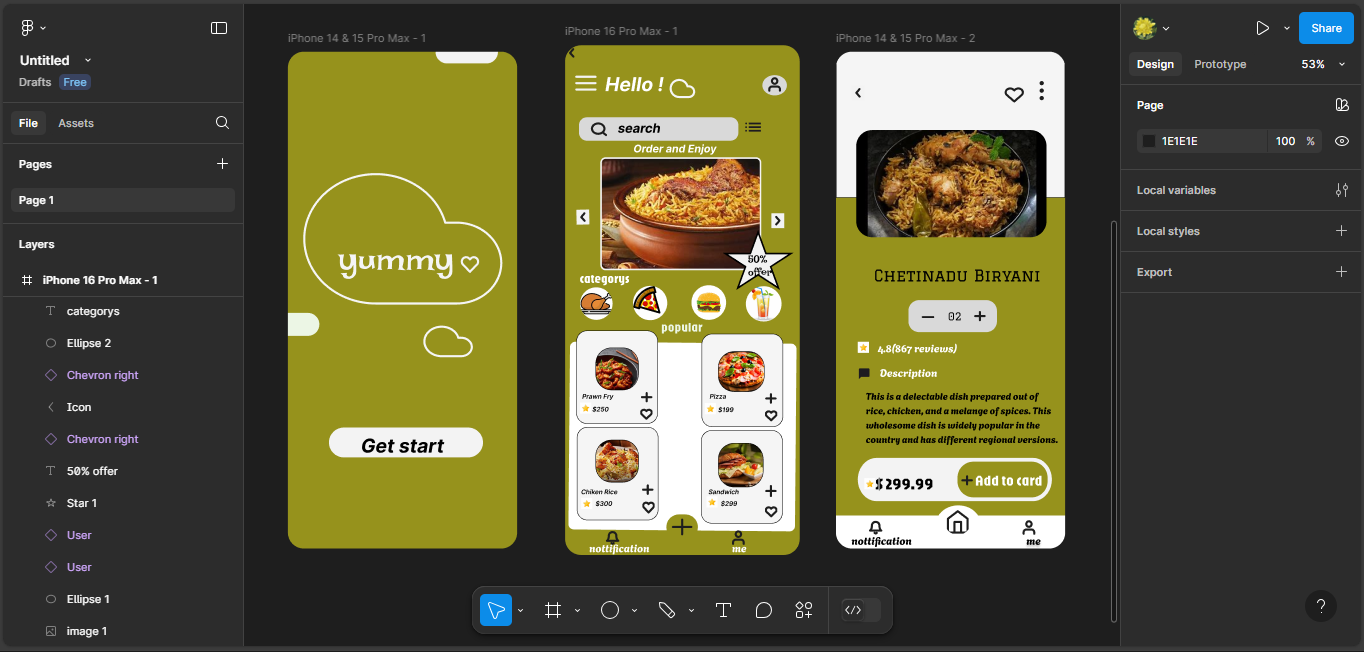 Untitled
Drafts Free
File Assets
Pages
Page 1
Layers
iPhone 16 Pro Max - 1
categorys
Ellipse 2
Chevron right
Icon
Chevron right
50% offer
Star 1
User
User
Ellipse 1
image 1
iPhone 14 & 15 Pro Max - 1
yummy
Get start
iPhone 16 Pro Max - 1
Hello !
search
Order and Enjoy
50%
offer
categorys
popular
Prawn Fry
$250
Pizza
$199
Chiken Rice
$300
Sandwich
$299
nottification
me
iPhone 14 & 15 Pro Max - 2
Chetinadu Biryani
02
4.8(867 reviews)
Description
This is a delectable dish prepared out of
rice, chicken, and a melange of spices. This
wholesome dish is widely popular in the
country and has different regional versions.
$299.99
Add to card
nottification
me
Share
Design Prototype 53%
Page
1E1E1E 100 %
Local variables
Local styles
Export
?